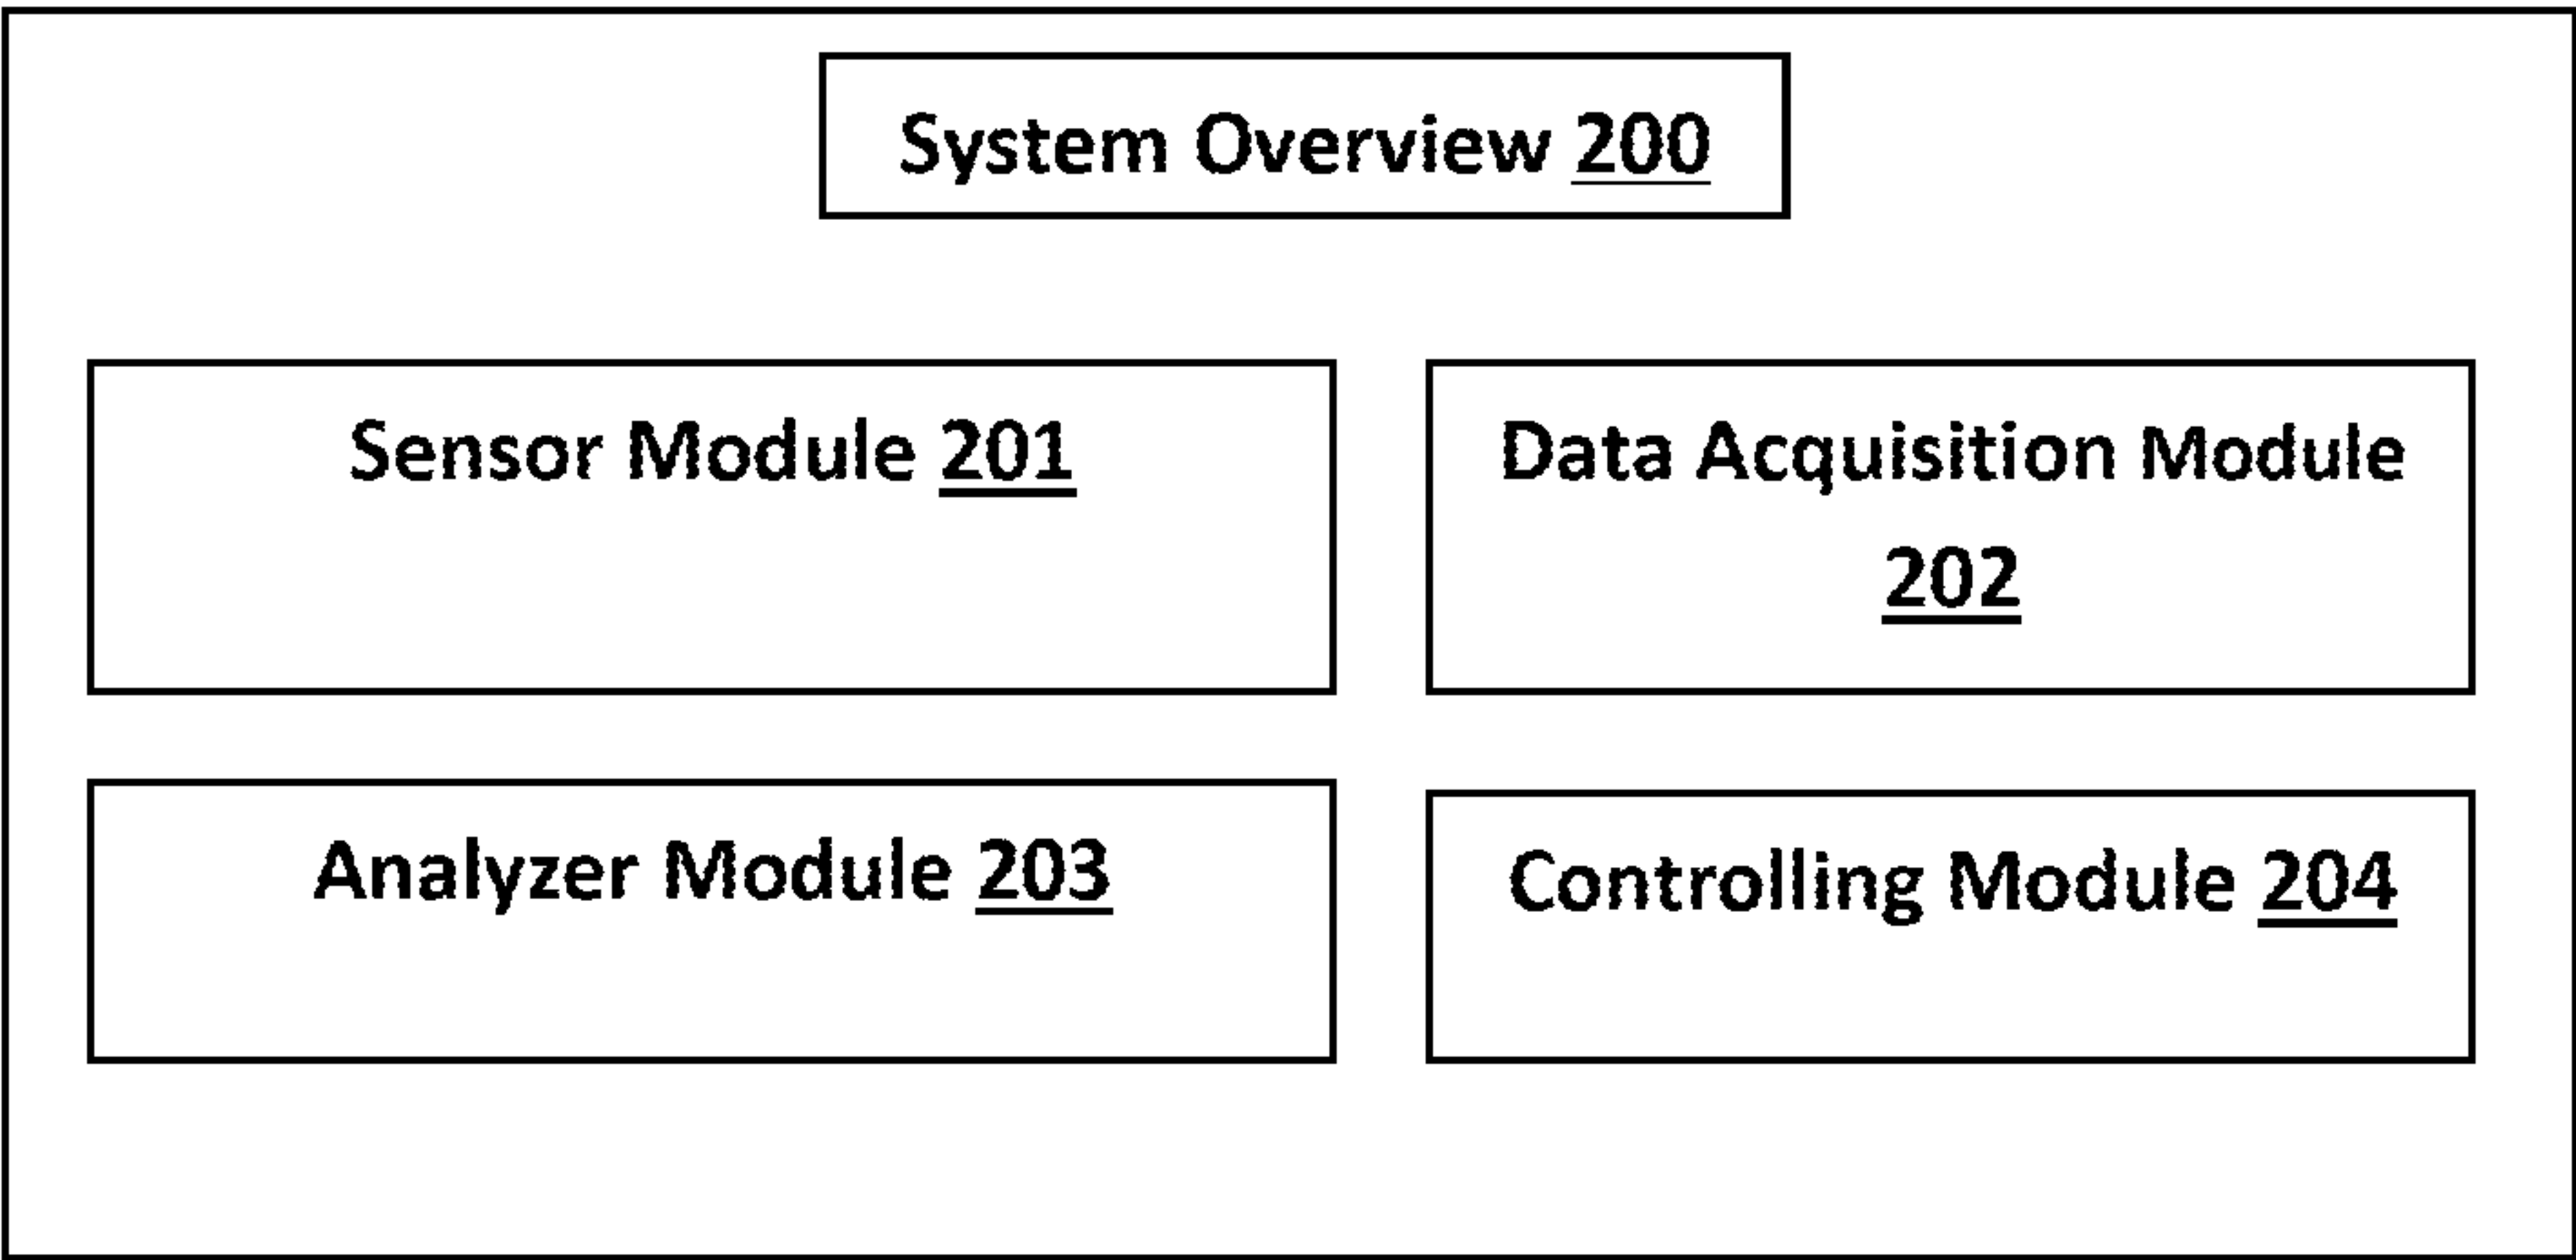 System Overview 200
Sensor Module 201
Data Acquisition Module
202
Analyzer Module 203
Controlling Module 204